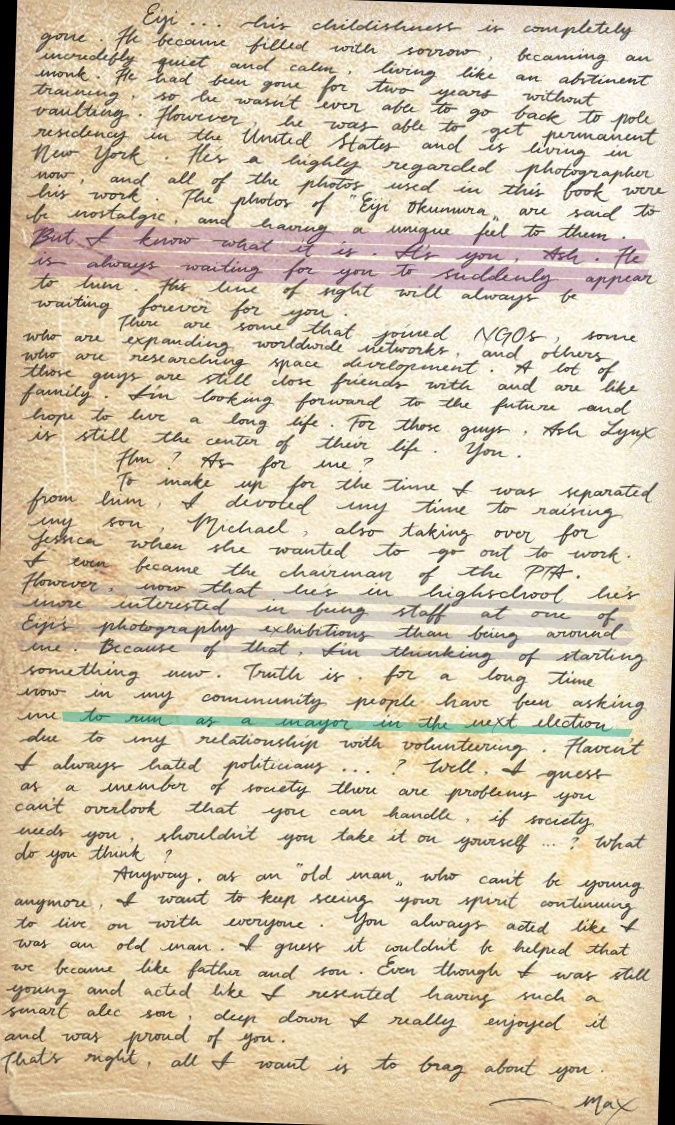 Eiji ... his childishness is completely
gone. He became filled with sorrow, becoming an
incredebly quiet and calm, living like an abstinent
monk. He had been gone for two years without
training, so he wasn't ever able to go back to pole
vaulting. However, he was able to get permanent
residency in the United States and is living in
New York. He's a highly regarded photographer
now, and all of the photos used in this book were
his work. The photos of "Eiji Okumura" are said to
be nostalgic, and having a unique feel to them.
But I know what it is. It's you, Ash. He
is always waiting for you to suddenly appear
to him. His line of sight will always be
waiting forever for you.
There are some that joined NGOs, some
who are expanding worldwide networks, and others
who are researching space development. A lot of
those guys are still close friends with and are like
family. I'm looking forward to the future and
hope to live a long life. For those guys, Ash Lynx
is still the center of their life. You.
Hm? As for me?
To make up for the time I was separated
from him, I devoted my time to raising
my son, Michael, also taking over for
Jessica when she wanted to go out to work.
I even became the chairman of the PTA.
However, now that he's in highschool he's
more interested in being staff at one of
Eiji's photography exhibitions than being around
me. Because of that, I'm thinking of starting
something new. Truth is, for a long time
now in my community people have been asking
me to run as a mayor in the next election
due to my relationship with volunteering. Haven't
I always hated politicians ... ? Well, I guess
as a member of society there are problems you
can't overlook that you can handle, if society
needs you, shouldn't you take it on yourself ... ? What
do you think?
Anyway, as an "old man" who can't be young
anymore, I want to keep seeing your spirit continuing
to live on with everyone. You always acted like I
was an old man. I guess it couldn't be helped that
we became like father and son. Even though I was still
young and acted like I resented having such a
smart alec son, deep down I really enjoyed it
and was proud of you.
That's right, all I want is to brag about you.
— Max